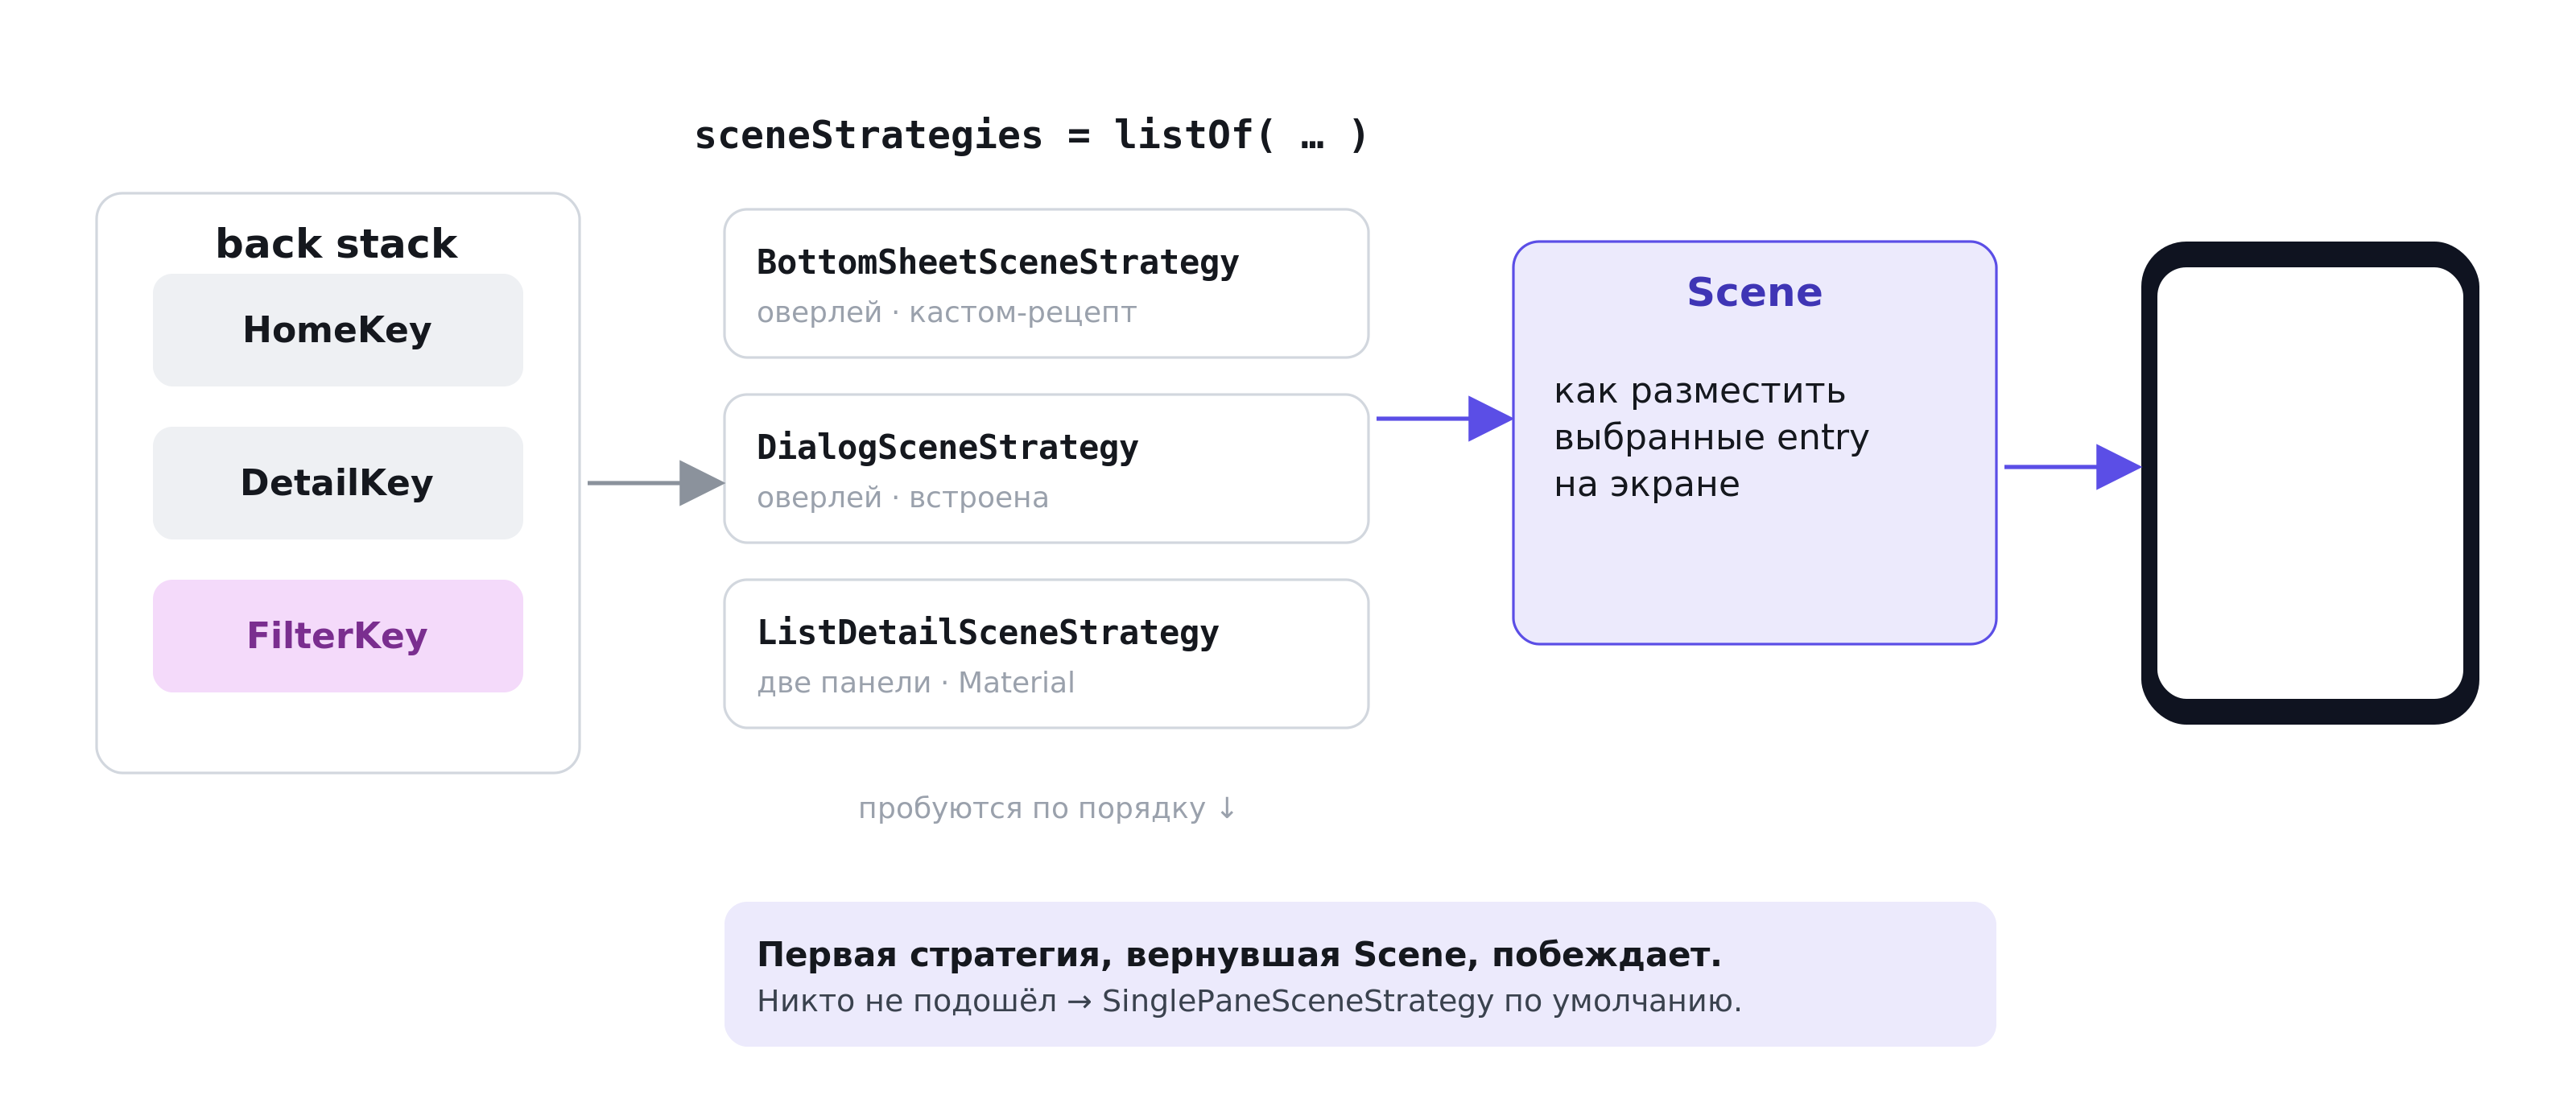 sceneStrategies = listOf( … )
back stack
HomeKey
DetailKey
FilterKey
BottomSheetSceneStrategy
оверлей · кастом-рецепт
DialogSceneStrategy
оверлей · встроена
ListDetailSceneStrategy
две панели · Material
пробуются по порядку ↓
Scene
как разместить
выбранные entry
на экране
Первая стратегия, вернувшая Scene, побеждает.
Никто не подошёл → SinglePaneSceneStrategy по умолчанию.